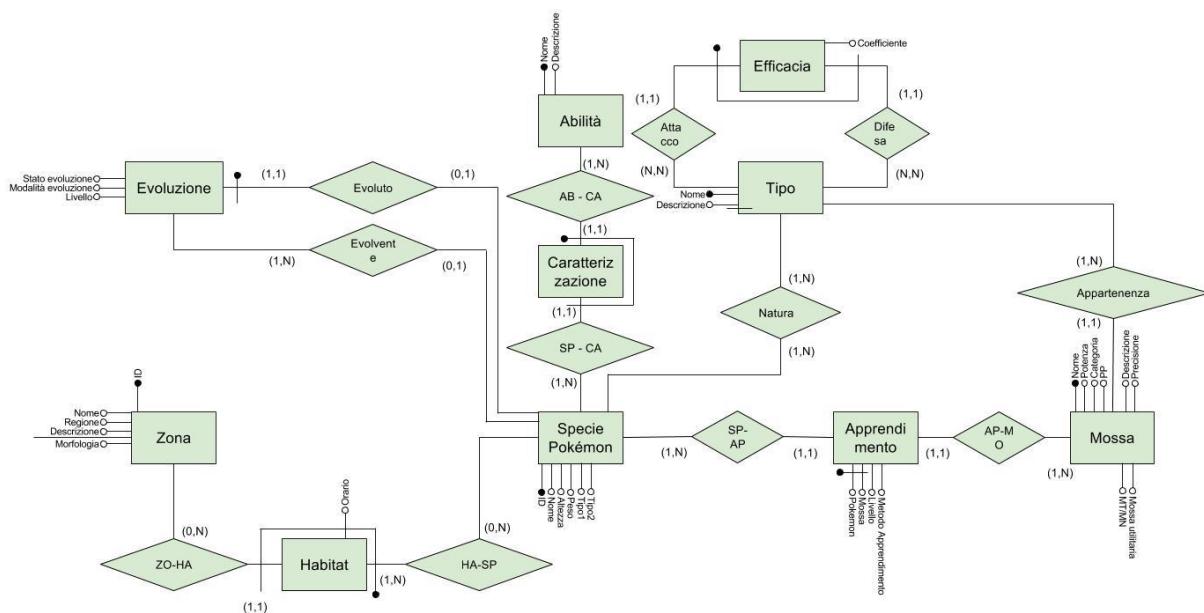 Nome
Descrizione
Abilità
(1,N)
AB - CA
(1,1)
Caratteriz
zazione
(1,1)
SP - CA
(1,N)
Efficacia
Coefficiente
(1,1)
(1,1)
Atta
cco
Dife
sa
(N,N)
(N,N)
Tipo
Nome
Descrizione
(1,N)
Natura
(1,N)
(1,N)
Appartenenza
(1,1)
Stato evoluzione
Modalità evoluzione
Livello
Evoluzione
(1,1)
Evoluto
(0,1)
(1,N)
Evolvent
e
(0,1)
ID
Nome
Regione
Descrizione
Morfologia
Zona
(0,N)
ZO-HA
(1,1)
Orario
Habitat
(1,N)
HA-SP
(0,N)
Specie
Pokémon
ID
Nome
Altezza
Peso
Tipo1
Tipo2
(1,N)
SP-
AP
(1,1)
Apprendi
mento
Pokemon
Mossa
Livello
Metodo Apprendimento
(1,1)
AP-M
O
(1,N)
Nome
Potenza
Categoria
PP
Descrizione
Precisione
Mossa
MT/MN
Mossa utilitaria